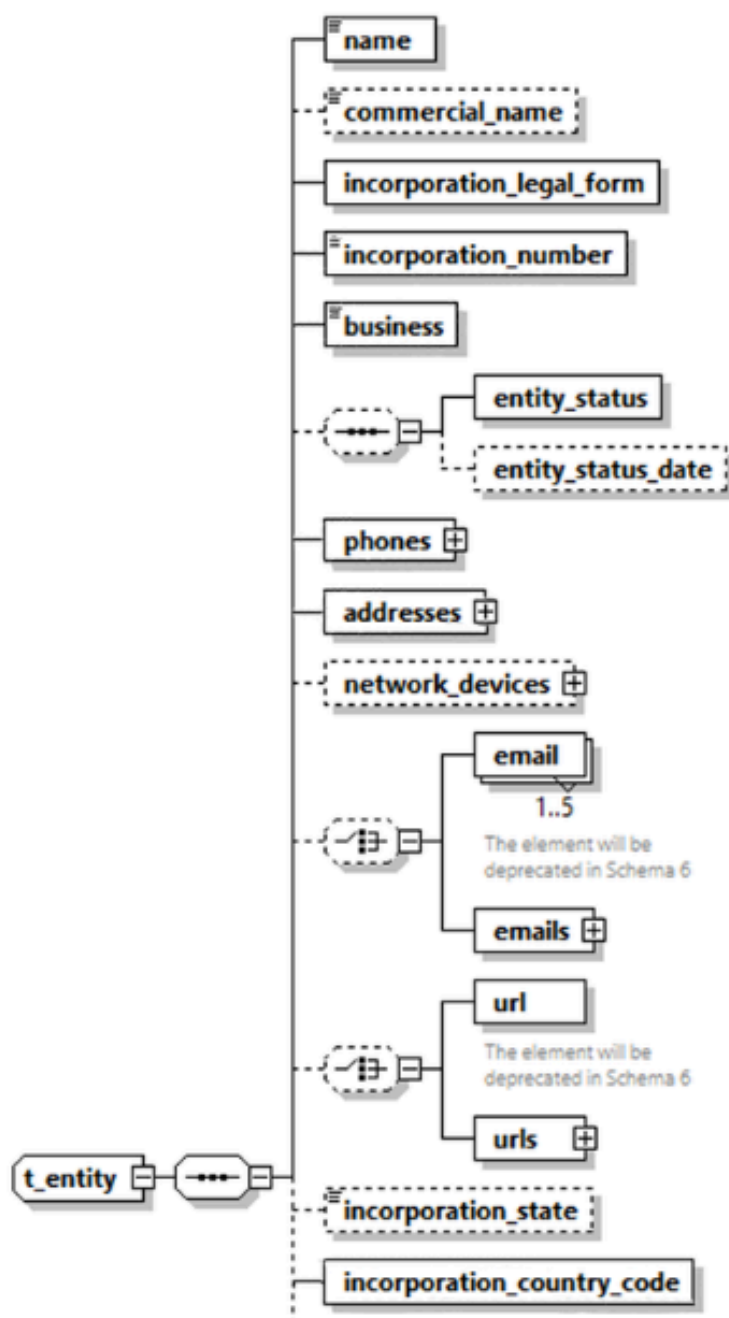 name
commercial_name
incorporation_legal_form
incorporation_number
business
entity_status
entity_status_date
phones
addresses
network_devices
email
1..5
The element will be
deprecated in Schema 6
emails
url
The element will be
deprecated in Schema 6
urls
t_entity
incorporation_state
incorporation_country_code